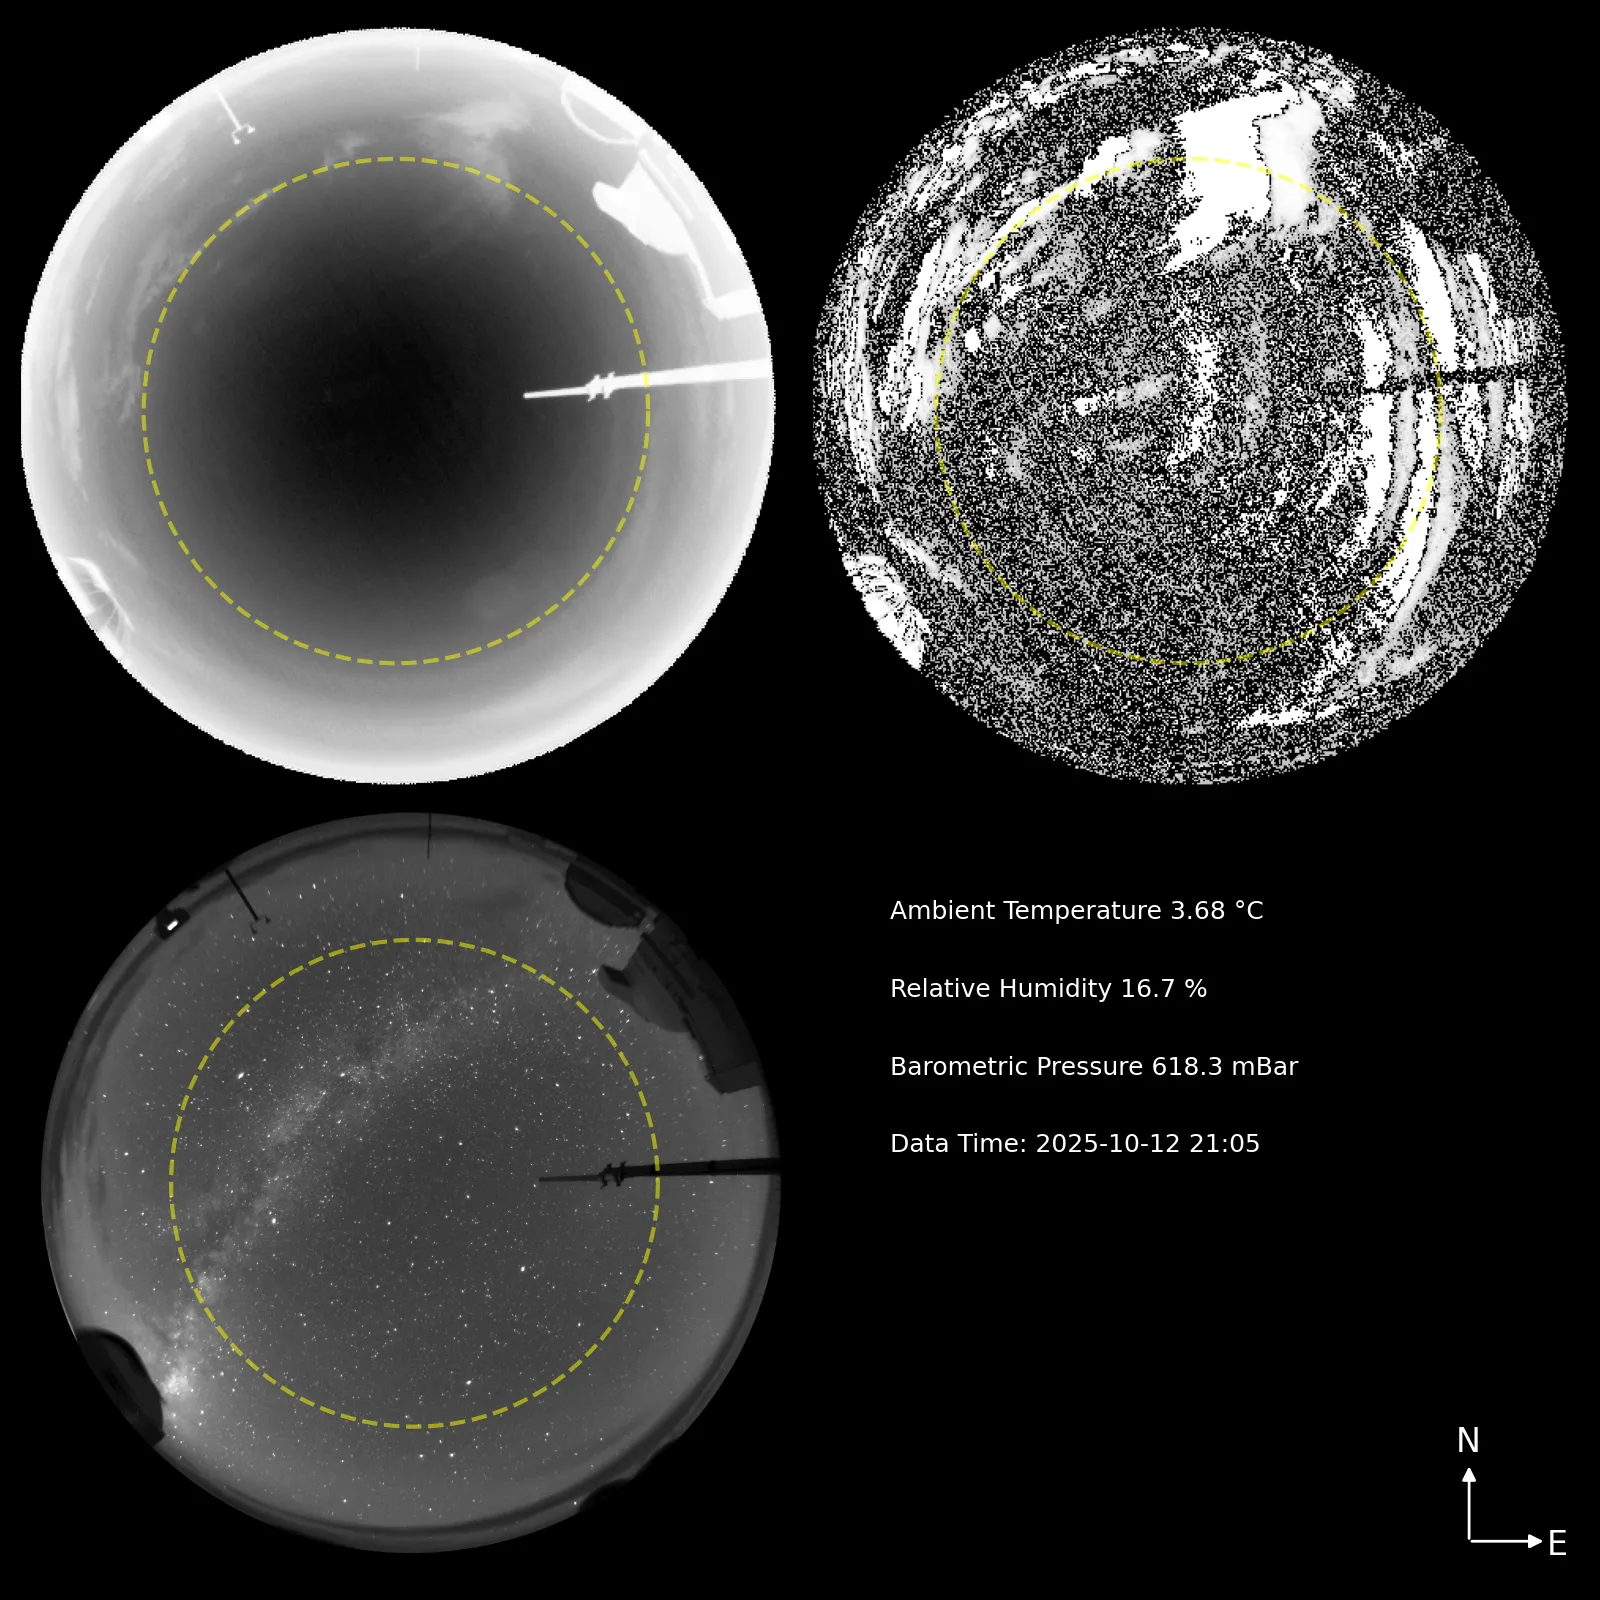 Ambient Temperature 3.68 °C
Relative Humidity 16.7 %
Barometric Pressure 618.3 mBar
Data Time: 2025-10-12 21:05
N
E